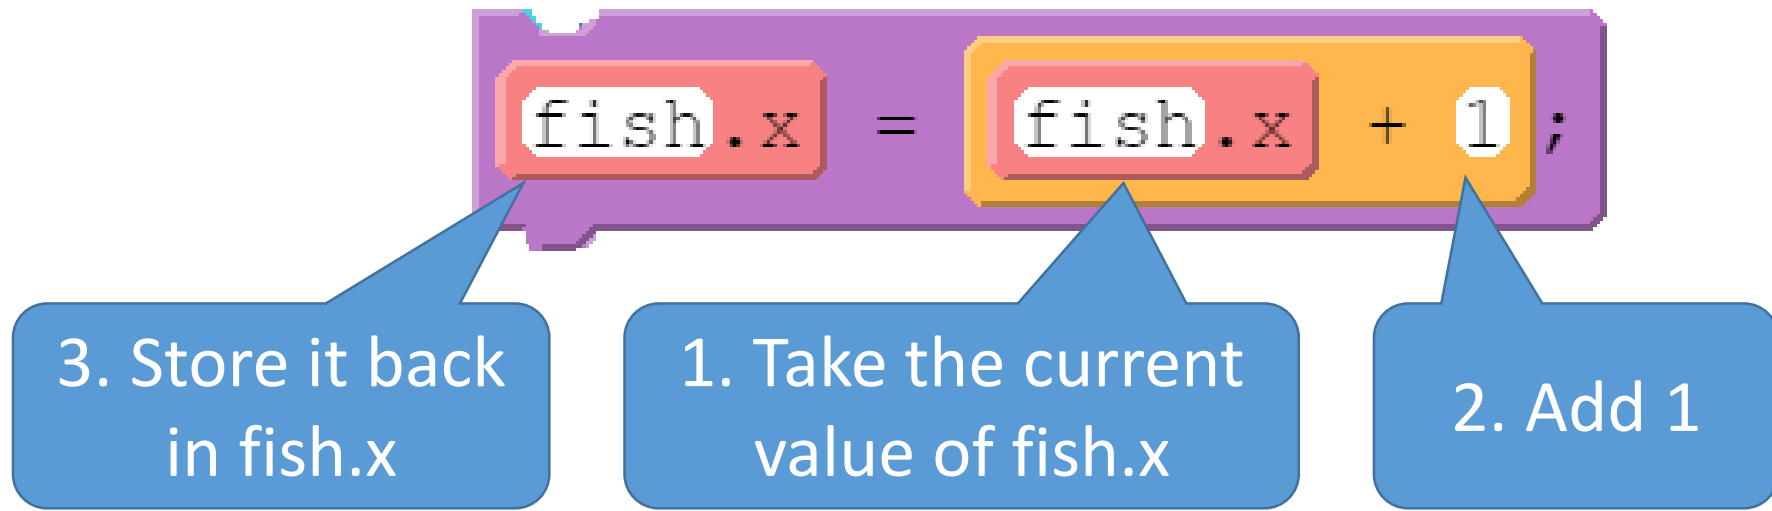 fish.x = fish.x + 1;
3. Store it back
in fish.x
1. Take the current
value of fish.x
2. Add 1